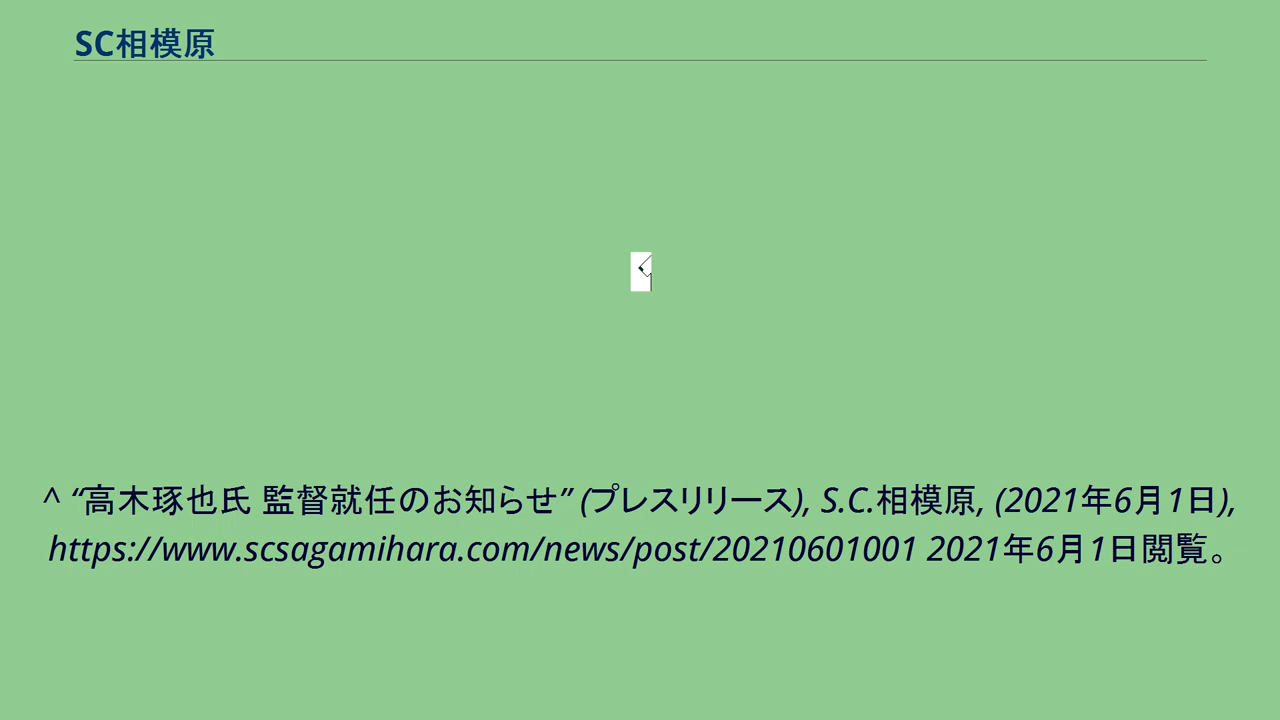 SC相模原
^ “高木琢也氏 監督就任のお知らせ” (プレスリリース), S.C.相模原, (2021年6月1日),
https://www.scsagamihara.com/news/post/20210601001 2021年6月1日閲覧。